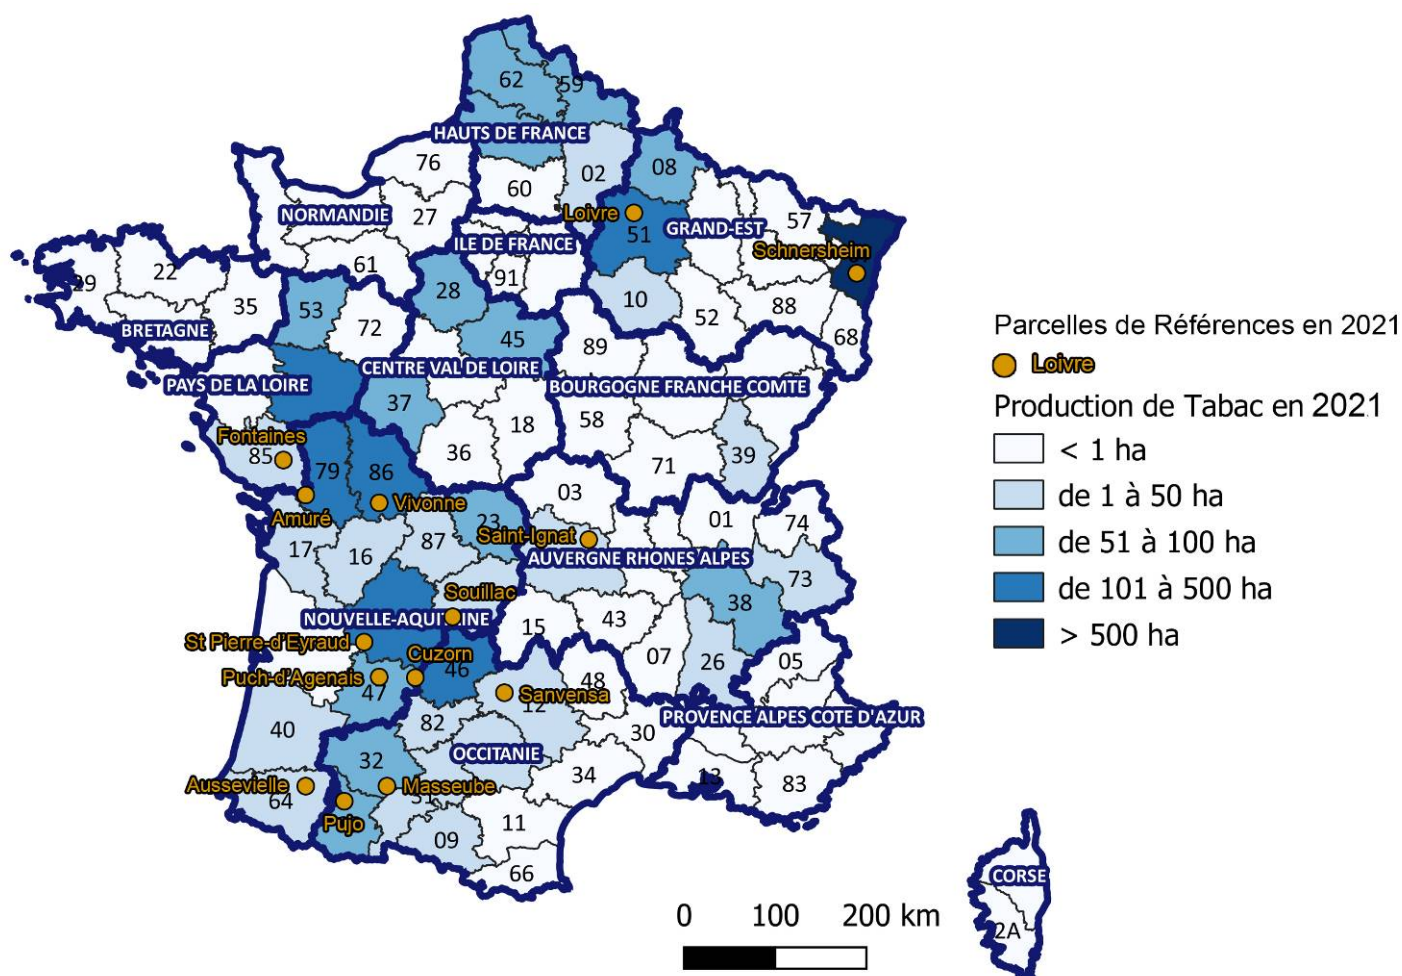 62
59
HAUTS DE FRANCE
76
02
08
60
57
27
Loivre
NORMANDIE
51
GRAND-EST
ILE DE FRANCE
Schnersheim
61
91
22
29
28
10
88
35
53
52
BRETAGNE
72
45
68
89
CENTRE VAL DE LOIRE
PAYS DE LA LOIRE
BOURGOGNE FRANCHE COMTE
37
18
58
Fontaines
85
79
86
36
71
39
Vivonne
03
Amuré
23
01
74
Saint-Ignat
17
16
87
AUVERGNE RHONES ALPES
73
Souillac
38
NOUVELLE-AQUITAINE
43
15
St Pierre-d'Eyraud
Cuzorn
07
26
05
46
Puch-d'Agenais
47
48
Sanvensa
12
PROVENCE ALPES COTE D'AZUR
40
82
30
OCCITANIE
32
34
13
83
Aussevielle
Masseube
64
31
Pujo
11
09
66
CORSE
2A
Parcelles de Références en 2021
Loivre
Production de Tabac en 2021
< 1 ha
de 1 à 50 ha
de 51 à 100 ha
de 101 à 500 ha
> 500 ha
0 100 200 km